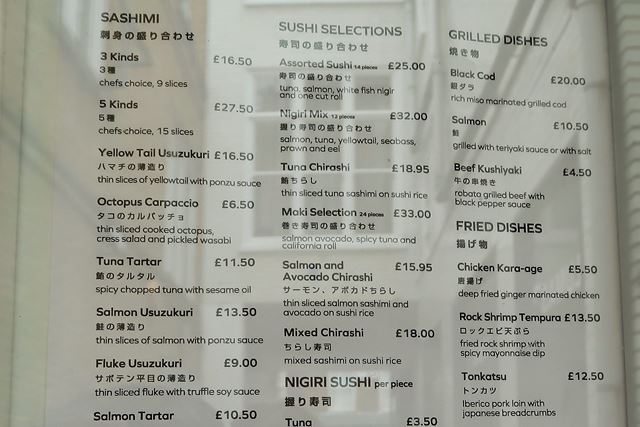 SASHIMI
刺身の盛り合わせ
3 Kinds £16.50
3種
chefs choice, 9 slices
5 Kinds £27.50
5種
chefs choice, 15 slices
Yellow Tail Usuzukuri £16.50
ハマチの薄造り
thin slices of yellowtail with ponzu sauce
Octopus Carpaccio £6.50
タコのカルパッチョ
thin sliced cooked octopus,
cress salad and pickled wasabi
Tuna Tartar £11.50
鮪のタルタル
spicy chopped tuna with sesame oil
Salmon Usuzukuri £13.50
鮭の薄造り
thin slices of salmon with ponzu sauce
Fluke Usuzukuri £9.00
サボテン平目の薄造り
thin sliced fluke with truffle soy sauce
Salmon Tartar £10.50
SUSHI SELECTIONS
寿司の盛り合わせ
Assorted Sushi 14 pieces £25.00
寿司の盛り合わせ
tuna, salmon, white fish nigir
and one cut roll
Nigiri Mix 12 pieces £32.00
握り寿司の盛り合わせ
salmon, tuna, yellowtail, seabass,
prawn and eel
Tuna Chirashi £18.95
鮪ちらし
thin sliced tuna sashimi on sushi rice
Maki Selection 24 pieces £33.00
巻き寿司の盛り合わせ
salmon avocado, spicy tuna and
california roll
Salmon and £15.95
Avocado Chirashi
サーモン、アボカドちらし
thin sliced salmon sashimi and
avocado on sushi rice
Mixed Chirashi £18.00
ちらし寿司
mixed sashimi on sushi rice
NIGIRI SUSHI per piece
握り寿司
Tuna £3.50
GRILLED DISHES
焼き物
Black Cod £20.00
銀ダラ
rich miso marinated grilled cod
Salmon £10.50
鮭
grilled with teriyaki sauce or with salt
Beef Kushiyaki £4.50
牛の串焼き
robata grilled beef with
black pepper sauce
FRIED DISHES
揚げ物
Chicken Kara-age £5.50
唐揚げ
deep fried ginger marinated chicken
Rock Shrimp Tempura £13.50
ロックエビ天ぷら
fried rock shrimp with
spicy mayonnaise dip
Tonkatsu £12.50
トンカツ
Iberico pork loin with
japanese breadcrumbs